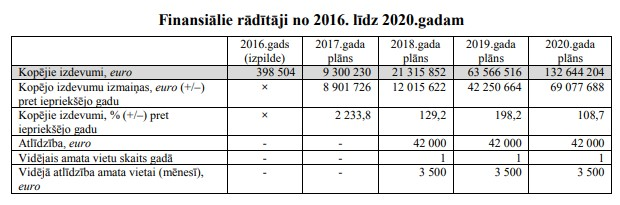 Finansiālie rādītāji no 2016. līdz 2020.gadam
2016.gads 2017.gada 2018.gada 2019.gada 2020.gada
(izpilde) plāns plāns plāns plāns
Kopējie izdevumi, euro 398 504 9 300 230 21 315 852 63 566 516 132 644 204
Kopējo izdevumu izmaiņas, euro (+/–) × 8 901 726 12 015 622 42 250 664 69 077 688
pret iepriekšējo gadu
Kopējie izdevumi, % (+/–) pret × 2 233,8 129,2 198,2 108,7
iepriekšējo gadu
Atlīdzība, euro - - 42 000 42 000 42 000
Vidējais amata vietu skaits gadā - - 1 1 1
Vidējā atlīdzība amata vietai (mēnesī), - - 3 500 3 500 3 500
euro